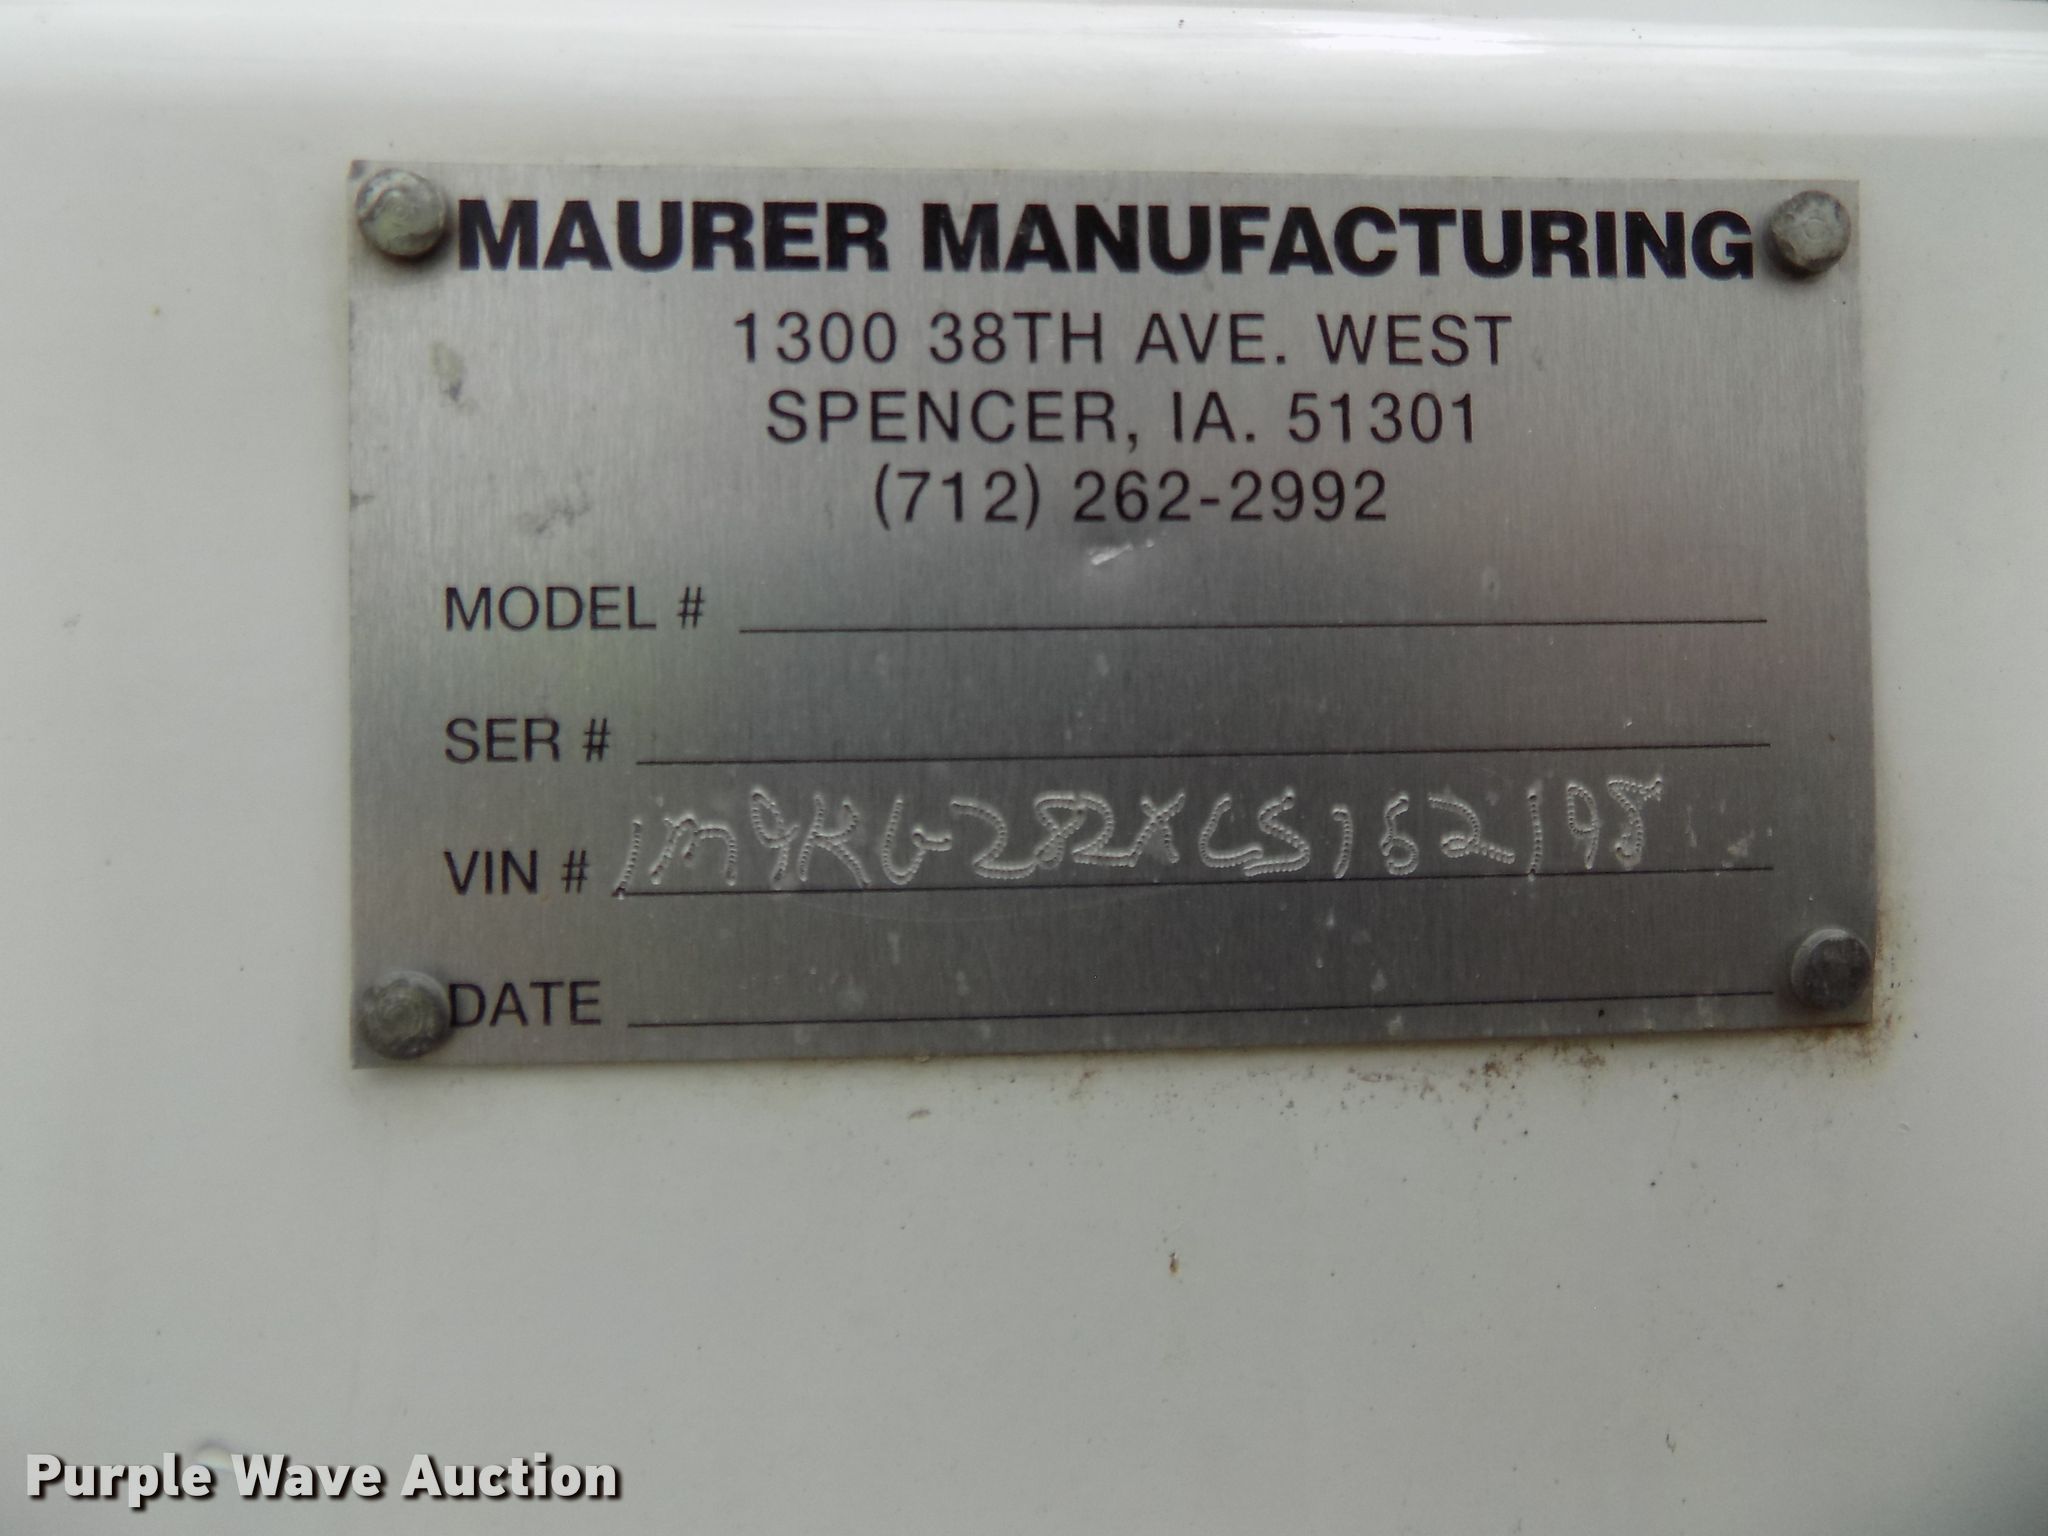 MAURER MANUFACTURING
1300 38TH AVE. WEST
SPENCER, IA. 51301
(712) 262-2992
MODEL #
SER #
VIN # 1M9KG282XCS152198
DATE
Purple Wave Auction